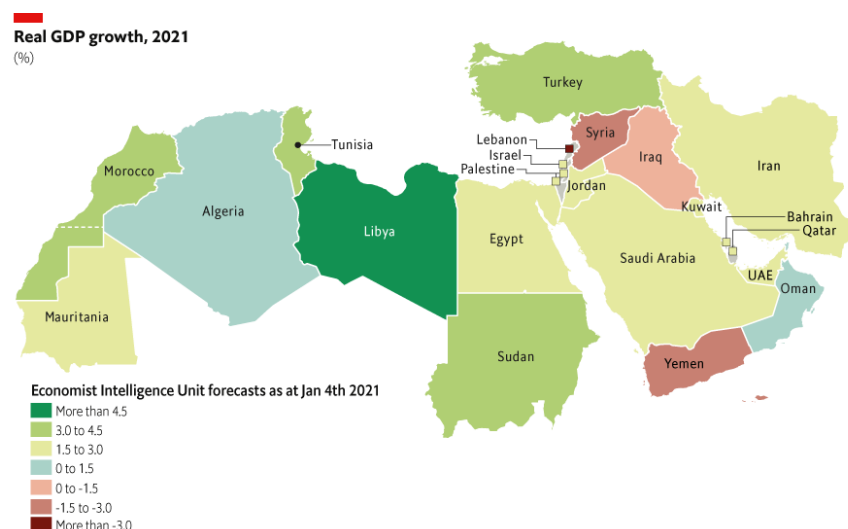 Real GDP growth, 2021
(%)
Turkey
Tunisia
Lebanon
Syria
Israel
Morocco
Palestine
Iraq
Iran
Jordan
Algeria
Kuwait
Libya
Egypt
Bahrain
Qatar
Saudi Arabia
UAE
Oman
Mauritania
Sudan
Yemen
Economist Intelligence Unit forecasts as at Jan 4th 2021
More than 4.5
3.0 to 4.5
1.5 to 3.0
0 to 1.5
0 to -1.5
-1.5 to -3.0
More than -3.0